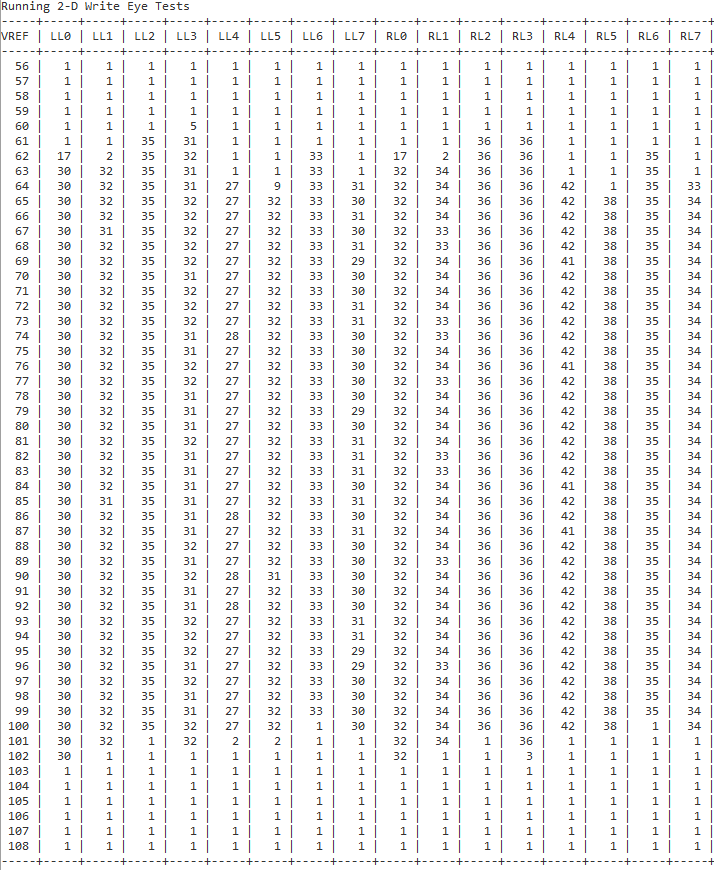 Running 2-D Write Eye Tests
-----+-----+-----+-----+-----+-----+-----+-----+-----+-----+-----+-----+-----+-----+-----+-----+-----+
VREF | LL0 | LL1 | LL2 | LL3 | LL4 | LL5 | LL6 | LL7 | RL0 | RL1 | RL2 | RL3 | RL4 | RL5 | RL6 | RL7 |
-----+-----+-----+-----+-----+-----+-----+-----+-----+-----+-----+-----+-----+-----+-----+-----+-----+
56 | 1 | 1 | 1 | 1 | 1 | 1 | 1 | 1 | 1 | 1 | 1 | 1 | 1 | 1 | 1 | 1 |
57 | 1 | 1 | 1 | 1 | 1 | 1 | 1 | 1 | 1 | 1 | 1 | 1 | 1 | 1 | 1 | 1 |
58 | 1 | 1 | 1 | 1 | 1 | 1 | 1 | 1 | 1 | 1 | 1 | 1 | 1 | 1 | 1 | 1 |
59 | 1 | 1 | 1 | 1 | 1 | 1 | 1 | 1 | 1 | 1 | 1 | 1 | 1 | 1 | 1 | 1 |
60 | 1 | 1 | 1 | 5 | 1 | 1 | 1 | 1 | 1 | 1 | 1 | 1 | 1 | 1 | 1 | 1 |
61 | 1 | 1 | 35 | 31 | 1 | 1 | 1 | 1 | 1 | 1 | 36 | 36 | 1 | 1 | 1 | 1 |
62 | 17 | 2 | 35 | 32 | 1 | 1 | 33 | 1 | 17 | 2 | 36 | 36 | 1 | 1 | 35 | 1 |
63 | 30 | 32 | 35 | 31 | 1 | 1 | 33 | 1 | 32 | 34 | 36 | 36 | 1 | 1 | 35 | 1 |
64 | 30 | 32 | 35 | 31 | 27 | 9 | 33 | 31 | 32 | 34 | 36 | 36 | 42 | 1 | 35 | 33 |
65 | 30 | 32 | 35 | 32 | 27 | 32 | 33 | 30 | 32 | 34 | 36 | 36 | 42 | 38 | 35 | 34 |
66 | 30 | 32 | 35 | 32 | 27 | 32 | 33 | 31 | 32 | 34 | 36 | 36 | 42 | 38 | 35 | 34 |
67 | 30 | 31 | 35 | 32 | 27 | 32 | 33 | 30 | 32 | 33 | 36 | 36 | 42 | 38 | 35 | 34 |
68 | 30 | 32 | 35 | 32 | 27 | 32 | 33 | 31 | 32 | 33 | 36 | 36 | 42 | 38 | 35 | 34 |
69 | 30 | 32 | 35 | 32 | 27 | 32 | 33 | 29 | 32 | 34 | 36 | 36 | 41 | 38 | 35 | 34 |
70 | 30 | 32 | 35 | 31 | 27 | 32 | 33 | 30 | 32 | 34 | 36 | 36 | 42 | 38 | 35 | 34 |
71 | 30 | 32 | 35 | 32 | 27 | 32 | 33 | 30 | 32 | 34 | 36 | 36 | 42 | 38 | 35 | 34 |
72 | 30 | 32 | 35 | 32 | 27 | 32 | 33 | 31 | 32 | 34 | 36 | 36 | 42 | 38 | 35 | 34 |
73 | 30 | 32 | 35 | 32 | 27 | 32 | 33 | 31 | 32 | 33 | 36 | 36 | 42 | 38 | 35 | 34 |
74 | 30 | 32 | 35 | 31 | 28 | 32 | 33 | 30 | 32 | 33 | 36 | 36 | 42 | 38 | 35 | 34 |
75 | 30 | 32 | 35 | 31 | 27 | 32 | 33 | 30 | 32 | 34 | 36 | 36 | 42 | 38 | 35 | 34 |
76 | 30 | 32 | 35 | 32 | 27 | 32 | 33 | 30 | 32 | 34 | 36 | 36 | 41 | 38 | 35 | 34 |
77 | 30 | 32 | 35 | 32 | 27 | 32 | 33 | 30 | 32 | 33 | 36 | 36 | 42 | 38 | 35 | 34 |
78 | 30 | 32 | 35 | 31 | 27 | 32 | 33 | 30 | 32 | 34 | 36 | 36 | 42 | 38 | 35 | 34 |
79 | 30 | 32 | 35 | 31 | 27 | 32 | 33 | 29 | 32 | 34 | 36 | 36 | 42 | 38 | 35 | 34 |
80 | 30 | 32 | 35 | 31 | 27 | 32 | 33 | 30 | 32 | 34 | 36 | 36 | 42 | 38 | 35 | 34 |
81 | 30 | 32 | 35 | 32 | 27 | 32 | 33 | 31 | 32 | 34 | 36 | 36 | 42 | 38 | 35 | 34 |
82 | 30 | 32 | 35 | 31 | 27 | 32 | 33 | 31 | 32 | 33 | 36 | 36 | 42 | 38 | 35 | 34 |
83 | 30 | 32 | 35 | 31 | 27 | 32 | 33 | 31 | 32 | 33 | 36 | 36 | 42 | 38 | 35 | 34 |
84 | 30 | 32 | 35 | 31 | 27 | 32 | 33 | 30 | 32 | 34 | 36 | 36 | 41 | 38 | 35 | 34 |
85 | 30 | 31 | 35 | 31 | 27 | 32 | 33 | 31 | 32 | 34 | 36 | 36 | 42 | 38 | 35 | 34 |
86 | 30 | 32 | 35 | 31 | 28 | 32 | 33 | 30 | 32 | 34 | 36 | 36 | 42 | 38 | 35 | 34 |
87 | 30 | 32 | 35 | 31 | 27 | 32 | 33 | 31 | 32 | 34 | 36 | 36 | 41 | 38 | 35 | 34 |
88 | 30 | 32 | 35 | 32 | 27 | 32 | 33 | 30 | 32 | 34 | 36 | 36 | 42 | 38 | 35 | 34 |
89 | 30 | 32 | 35 | 31 | 27 | 32 | 33 | 30 | 32 | 33 | 36 | 36 | 42 | 38 | 35 | 34 |
90 | 30 | 32 | 35 | 32 | 28 | 31 | 33 | 30 | 32 | 34 | 36 | 36 | 42 | 38 | 35 | 34 |
91 | 30 | 32 | 35 | 31 | 27 | 32 | 33 | 30 | 32 | 34 | 36 | 36 | 42 | 38 | 35 | 34 |
92 | 30 | 32 | 35 | 31 | 28 | 32 | 33 | 30 | 32 | 34 | 36 | 36 | 42 | 38 | 35 | 34 |
93 | 30 | 32 | 35 | 32 | 27 | 32 | 33 | 31 | 32 | 34 | 36 | 36 | 42 | 38 | 35 | 34 |
94 | 30 | 32 | 35 | 32 | 27 | 32 | 33 | 31 | 32 | 34 | 36 | 36 | 42 | 38 | 35 | 34 |
95 | 30 | 32 | 35 | 32 | 27 | 32 | 33 | 29 | 32 | 34 | 36 | 36 | 42 | 38 | 35 | 34 |
96 | 30 | 32 | 35 | 31 | 27 | 32 | 33 | 29 | 32 | 33 | 36 | 36 | 42 | 38 | 35 | 34 |
97 | 30 | 32 | 35 | 32 | 27 | 32 | 33 | 30 | 32 | 34 | 36 | 36 | 42 | 38 | 35 | 34 |
98 | 30 | 32 | 35 | 31 | 27 | 32 | 33 | 30 | 32 | 34 | 36 | 36 | 42 | 38 | 35 | 34 |
99 | 30 | 32 | 35 | 31 | 27 | 32 | 33 | 30 | 32 | 34 | 36 | 36 | 42 | 38 | 35 | 34 |
100 | 30 | 32 | 35 | 32 | 27 | 32 | 1 | 30 | 32 | 34 | 36 | 36 | 42 | 38 | 1 | 34 |
101 | 30 | 32 | 1 | 32 | 2 | 2 | 1 | 1 | 32 | 34 | 1 | 36 | 1 | 1 | 1 | 1 |
102 | 30 | 1 | 1 | 1 | 1 | 1 | 1 | 1 | 32 | 1 | 1 | 3 | 1 | 1 | 1 | 1 |
103 | 1 | 1 | 1 | 1 | 1 | 1 | 1 | 1 | 1 | 1 | 1 | 1 | 1 | 1 | 1 | 1 |
104 | 1 | 1 | 1 | 1 | 1 | 1 | 1 | 1 | 1 | 1 | 1 | 1 | 1 | 1 | 1 | 1 |
105 | 1 | 1 | 1 | 1 | 1 | 1 | 1 | 1 | 1 | 1 | 1 | 1 | 1 | 1 | 1 | 1 |
106 | 1 | 1 | 1 | 1 | 1 | 1 | 1 | 1 | 1 | 1 | 1 | 1 | 1 | 1 | 1 | 1 |
107 | 1 | 1 | 1 | 1 | 1 | 1 | 1 | 1 | 1 | 1 | 1 | 1 | 1 | 1 | 1 | 1 |
108 | 1 | 1 | 1 | 1 | 1 | 1 | 1 | 1 | 1 | 1 | 1 | 1 | 1 | 1 | 1 | 1 |
-----+-----+-----+-----+-----+-----+-----+-----+-----+-----+-----+-----+-----+-----+-----+-----+-----+